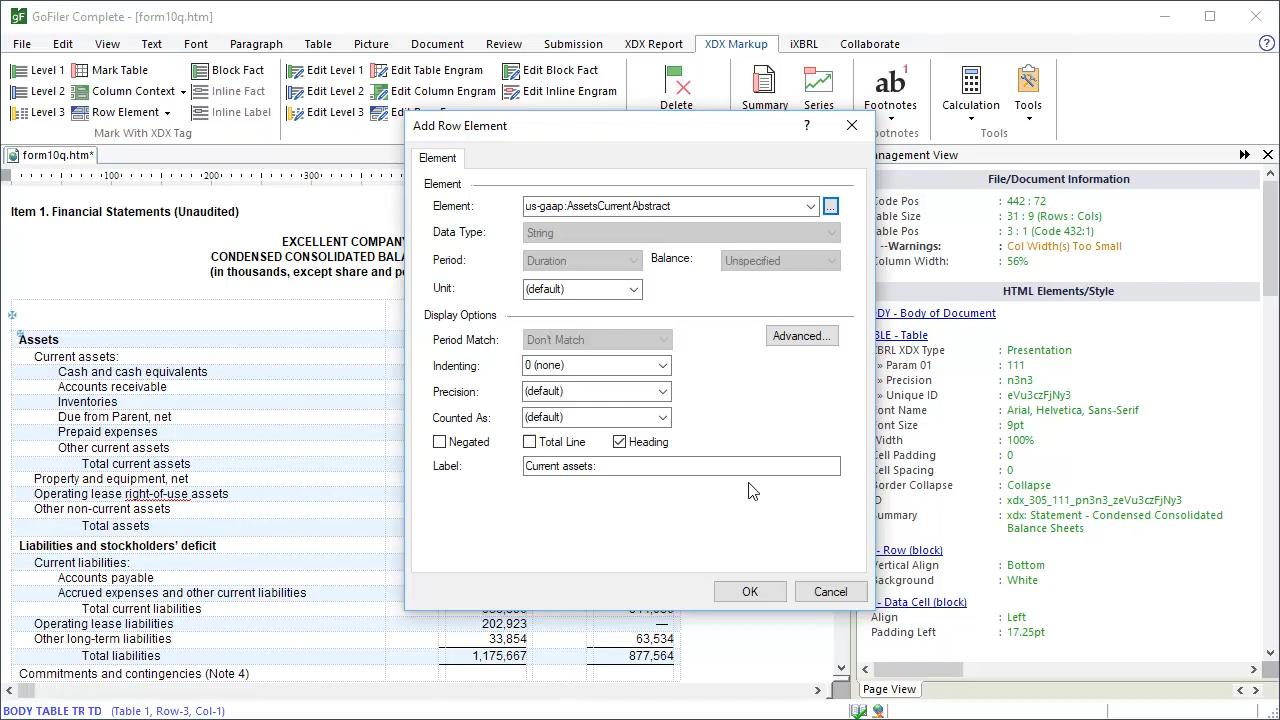 GoFiler Complete - [form10q.htm]
File Edit View Text Font Paragraph Table Picture Document Review Submission XDX Report XDX Markup iXBRL Collaborate
Level 1 Mark Table Block Fact Edit Level 1 Edit Table Engram Edit Block Fact
Level 2 Column Context Inline Fact Edit Level 2 Edit Column Engram Edit Inline Engram
Level 3 Row Element Inline Label Edit Level 3
Delete Summary Series Footnotes Calculation Tools
Mark With XDX Tag Tools
form10q.htm*
100 200 300
Item 1. Financial Statements (Unaudited)
EXCELLENT COMPANY
CONDENSED CONSOLIDATED BALA
(in thousands, except share and pe
Assets
Current assets:
Cash and cash equivalents
Accounts receivable
Inventories
Due from Parent, net
Prepaid expenses
Other current assets
Total current assets
Property and equipment, net
Operating lease right-of-use assets
Other non-current assets
Total assets
Liabilities and stockholders' deficit
Current liabilities:
Accounts payable
Accrued expenses and other current liabilities
Total current liabilities
Operating lease liabilities 202,923 —
Other long-term liabilities 33,854 63,534
Total liabilities 1,175,667 877,564
Commitments and contingencies (Note 4)
Add Row Element ?
Element
Element
Element: us-gaap:AssetsCurrentAbstract ...
Data Type: String
Period: Duration Balance: Unspecified
Unit: (default)
Display Options
Period Match: Don't Match Advanced...
Indenting: 0 (none)
Precision: (default)
Counted As: (default)
Negated Total Line Heading
Label: Current assets:
OK Cancel
anagement View
File/Document Information
Code Pos : 442 : 72
able Size : 31 : 9 (Rows : Cols)
ab Pos : 3 : 1 (Code 432:1)
--Warnings: : Col Width(s) Too Small
Column Width: : 56%
HTML Elements/Style
DY - Body of Document
BLE - Table
XBRL XDX Type : Presentation
» Param 01 : 111
» Precision : n3n3
» Unique ID : eVu3czFjNy3
ont Name : Arial, Helvetica, Sans-Serif
ont Size : 9pt
Width : 100%
Cell Padding : 0
Cell Spacing : 0
Border Collapse : Collapse
D : xdx_305_111_pn3n3_zeVu3czFjNy3
ummary : xdx: Statement - Condensed Consolidated
Balance Sheets
- Row (block)
Vertical Align : Bottom
Background : White
- Data Cell (block)
Align : Left
Padding Left : 17.25pt
Page View
BODY TABLE TR TD (Table 1, Row-3, Col-1)